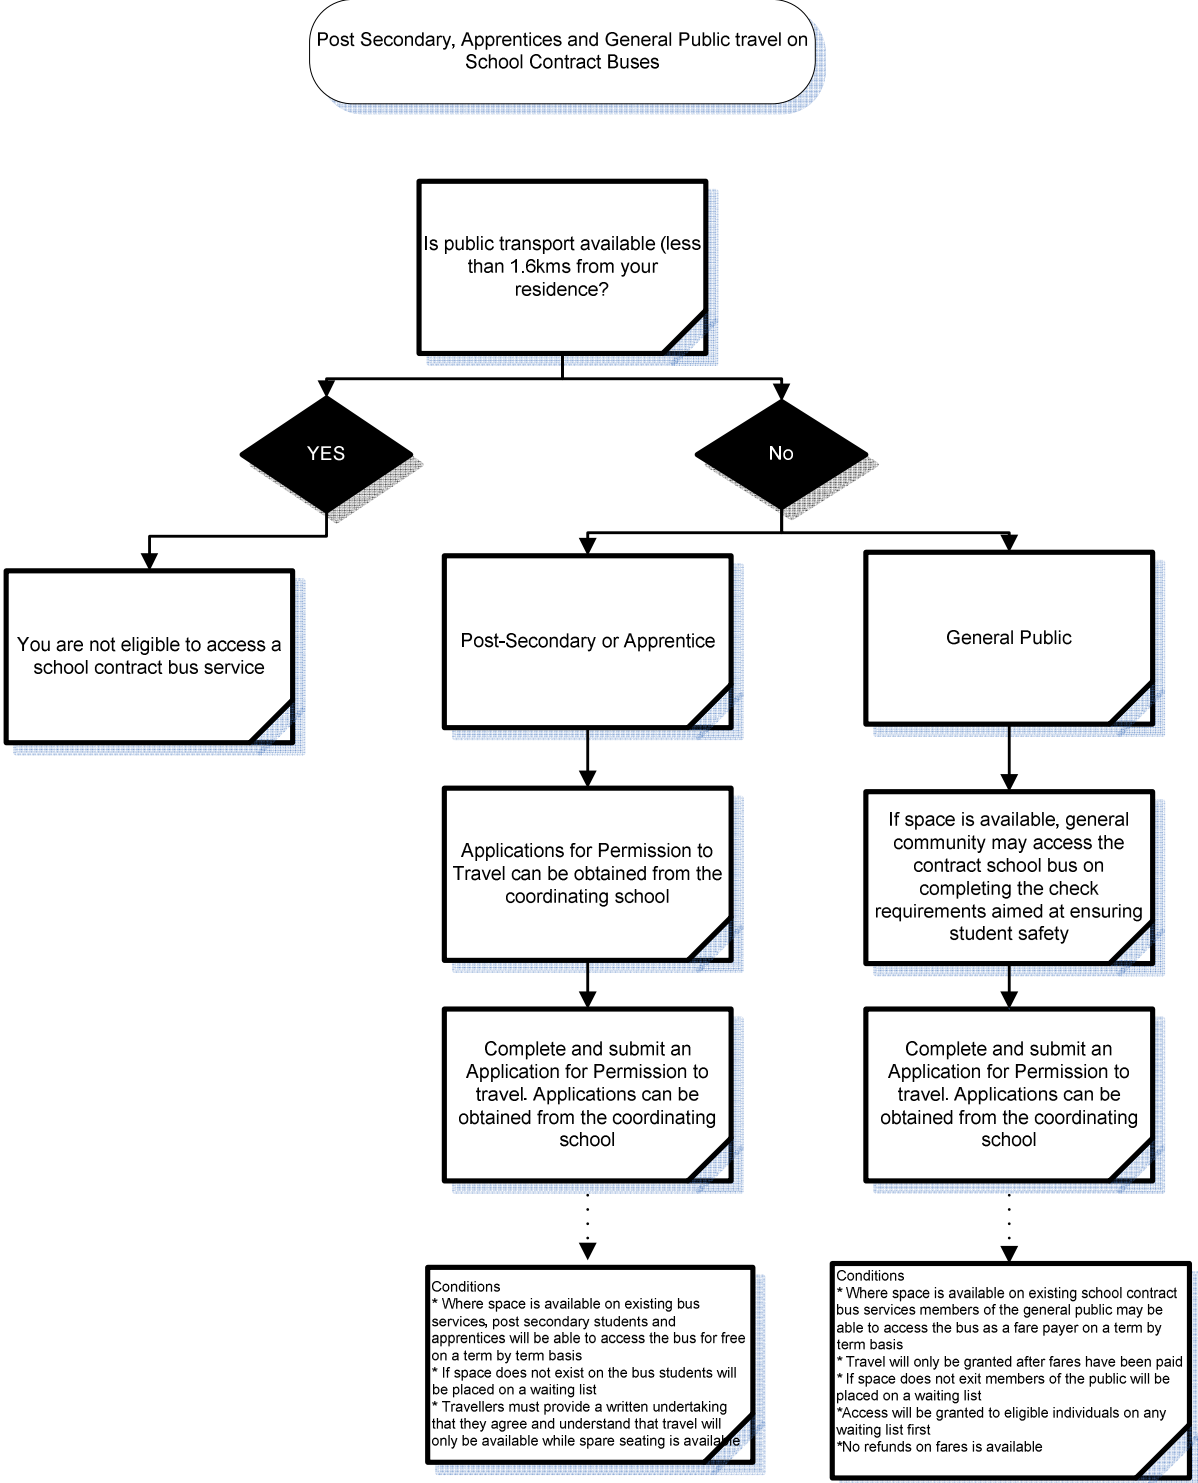 Post Secondary, Apprentices and General Public travel on
School Contract Buses
Is public transport available (less
than 1.6kms from your
residence?
YES
No
You are not eligible to access a
school contract bus service
Post-Secondary or Apprentice
General Public
Applications for Permission to
Travel can be obtained from the
coordinating school
If space is available, general
community may access the
contract school bus on
completing the check
requirements aimed at ensuring
student safety
Complete and submit an
Application for Permission to
travel. Applications can be
obtained from the coordinating
school
Complete and submit an
Application for Permission to
travel. Applications can be
obtained from the coordinating
school
Conditions
* Where space is available on existing bus
services, post secondary students and
apprentices will be able to access the bus for free
on a term by term basis
* If space does not exist on the bus students will
be placed on a waiting list
* Travellers must provide a written undertaking
that they agree and understand that travel will
only be available while spare seating is available
Conditions
* Where space is available on existing school contract
bus services members of the general public may be
able to access the bus as a fare payer on a term by
term basis
* Travel will only be granted after fares have been paid
* If space does not exit members of the public will be
placed on a waiting list
*Access will be granted to eligible individuals on any
waiting list first
*No refunds on fares is available